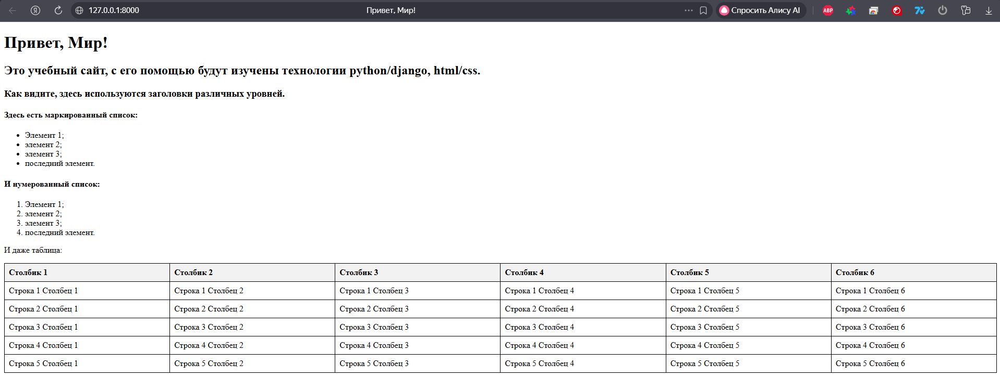 127.0.0.1:8000 Привет, Мир! Спросить Алису AI ABP
Привет, Мир!
Это учебный сайт, с его помощью будут изучены технологии python/django, html/css.
Как видите, здесь используются заголовки различных уровней.
Здесь есть маркированный список:
• Элемент 1;
• элемент 2;
• элемент 3;
• последний элемент.
И нумерованный список:
1. Элемент 1;
2. элемент 2;
3. элемент 3;
4. последний элемент.
И даже таблица:
Столбик 1 Столбик 2 Столбик 3 Столбик 4 Столбик 5 Столбик 6
Строка 1 Столбец 1 Строка 1 Столбец 2 Строка 1 Столбец 3 Строка 1 Столбец 4 Строка 1 Столбец 5 Строка 1 Столбец 6
Строка 2 Столбец 1 Строка 2 Столбец 2 Строка 2 Столбец 3 Строка 2 Столбец 4 Строка 2 Столбец 5 Строка 2 Столбец 6
Строка 3 Столбец 1 Строка 3 Столбец 2 Строка 3 Столбец 3 Строка 3 Столбец 4 Строка 3 Столбец 5 Строка 3 Столбец 6
Строка 4 Столбец 1 Строка 4 Столбец 2 Строка 4 Столбец 3 Строка 4 Столбец 4 Строка 4 Столбец 5 Строка 4 Столбец 6
Строка 5 Столбец 1 Строка 5 Столбец 2 Строка 5 Столбец 3 Строка 5 Столбец 4 Строка 5 Столбец 5 Строка 5 Столбец 6